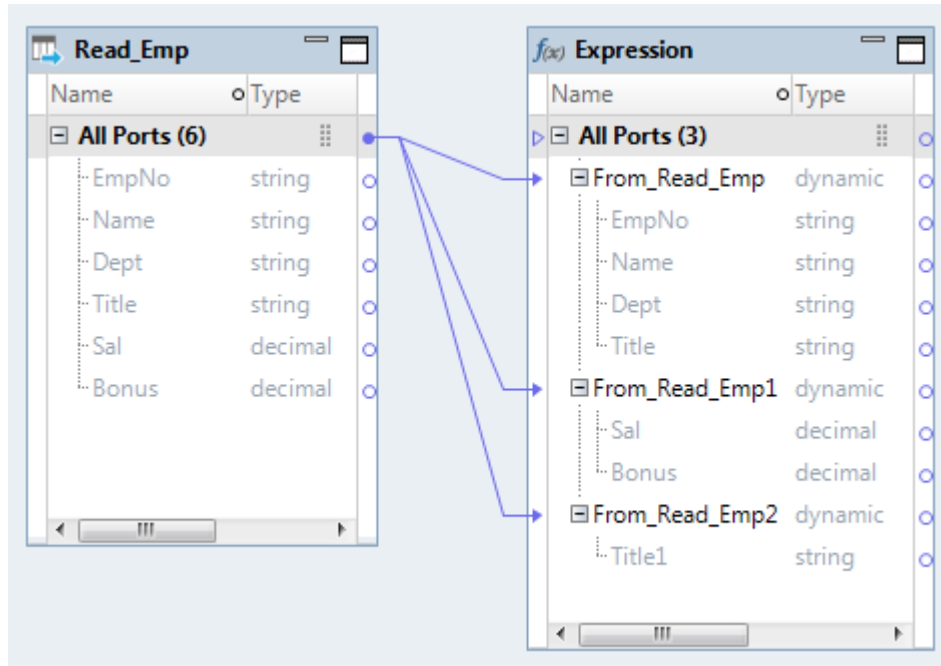 Read_Emp
Name Type
All Ports (6)
EmpNo string
Name string
Dept string
Title string
Sal decimal
Bonus decimal
f(x) Expression
Name Type
All Ports (3)
From_Read_Emp dynamic
EmpNo string
Name string
Dept string
Title string
From_Read_Emp1 dynamic
Sal decimal
Bonus decimal
From_Read_Emp2 dynamic
Title1 string